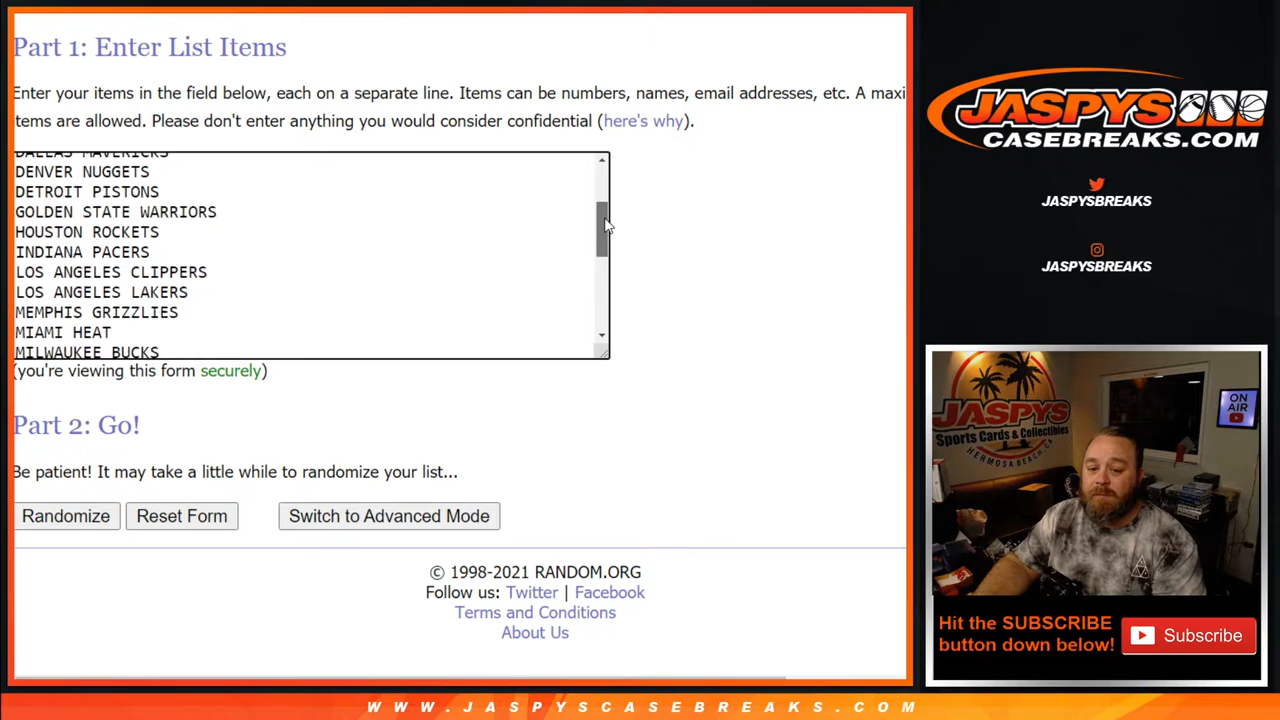 Part 1: Enter List Items
Enter your items in the field below, each on a separate line. Items can be numbers, names, email addresses, etc. A maxi
items are allowed. Please don't enter anything you would consider confidential (here's why).
DALLAS MAVERICKS
DENVER NUGGETS
DETROIT PISTONS
GOLDEN STATE WARRIORS
HOUSTON ROCKETS
INDIANA PACERS
LOS ANGELES CLIPPERS
LOS ANGELES LAKERS
MEMPHIS GRIZZLIES
MIAMI HEAT
MILWAUKEE BUCKS
(you're viewing this form securely)
Part 2: Go!
Be patient! It may take a little while to randomize your list...
Randomize
Reset Form
Switch to Advanced Mode
© 1998-2021 RANDOM.ORG
Follow us: Twitter | Facebook
Terms and Conditions
About Us
JASPYS
CASEBREAKS.COM
JASPYSBREAKS
JASPYSBREAKS
JASPYS
Sports Cards & Collectibles
HERMOSA BEACH, CA
ON
AIR
Hit the SUBSCRIBE
button down below!
Subscribe
WWW.JASPYSCASEBREAKS.COM